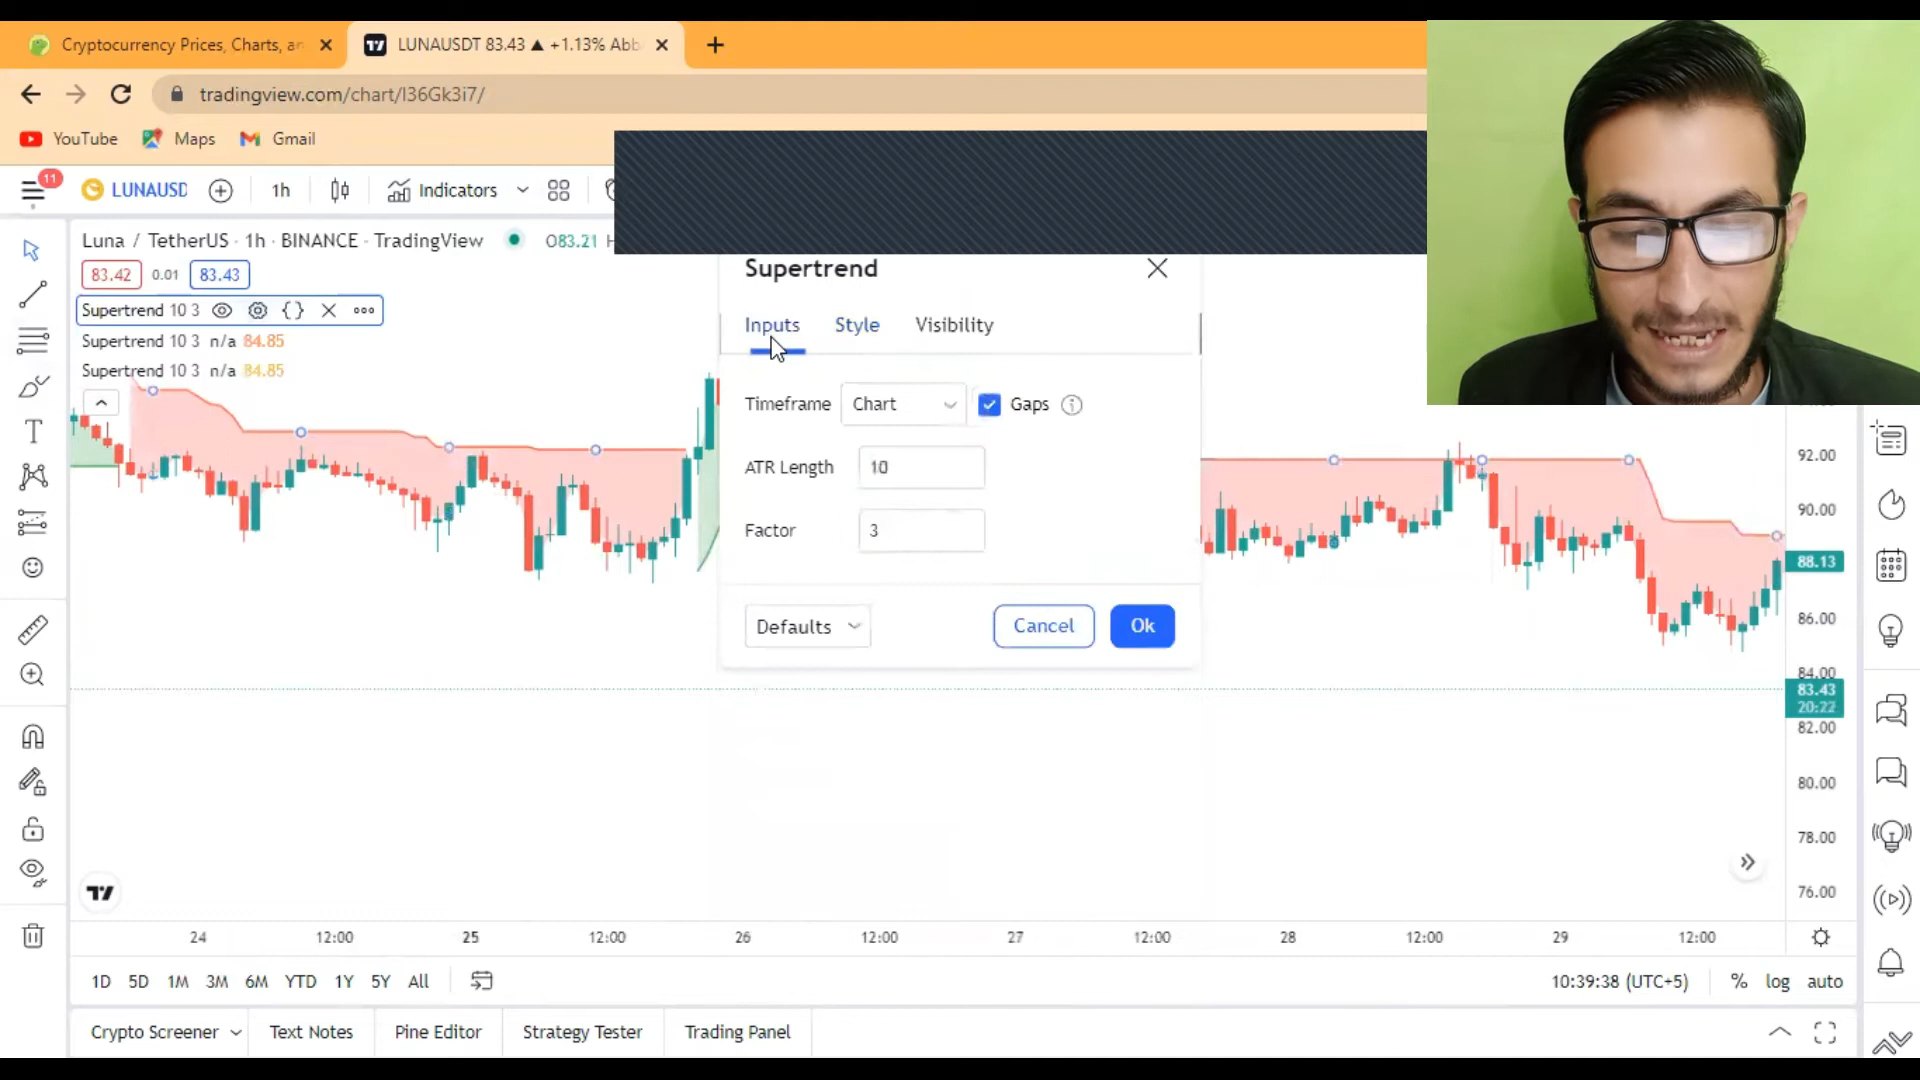 Cryptocurrency Prices, Charts, an
LUNAUSDT 83.43 ▲ +1.13% Abb
tradingview.com/chart/l36Gk3i7/
YouTube Maps Gmail
11 LUNAUSD 1h Indicators
Luna / TetherUS · 1h · BINANCE · TradingView O83.21 H
83.42 0.01 83.43
Supertrend 10 3
Supertrend 10 3 n/a 84.85
Supertrend 10 3 n/a 84.85
Supertrend
Inputs Style Visibility
Timeframe Chart Gaps
ATR Length 10
Factor 3
Defaults Cancel Ok
92.00
90.00
88.13
86.00
84.00
83.43
20:22
82.00
80.00
78.00
76.00
24 12:00 25 12:00 26 12:00 27 12:00 28 12:00 29 12:00
1D 5D 1M 3M 6M YTD 1Y 5Y All 10:39:38 (UTC+5) % log auto
Crypto Screener Text Notes Pine Editor Strategy Tester Trading Panel